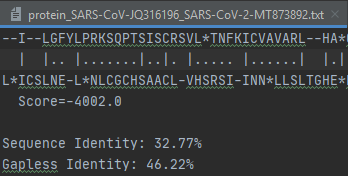 protein_SARS-CoV-JQ316196_SARS-CoV-2-MT873892.txt
--I--LGFYLPRKSQPTSISCRSVL*TNFKICVAVARL--HA*
| |.. |.......|..|. |..... |......| |.|
L*ICSLNE-L*NLCGCHSAACL-VHSRSI-INN*LLSLTGHE*
Score=-4002.0
Sequence Identity: 32.77%
Gapless Identity: 46.22%